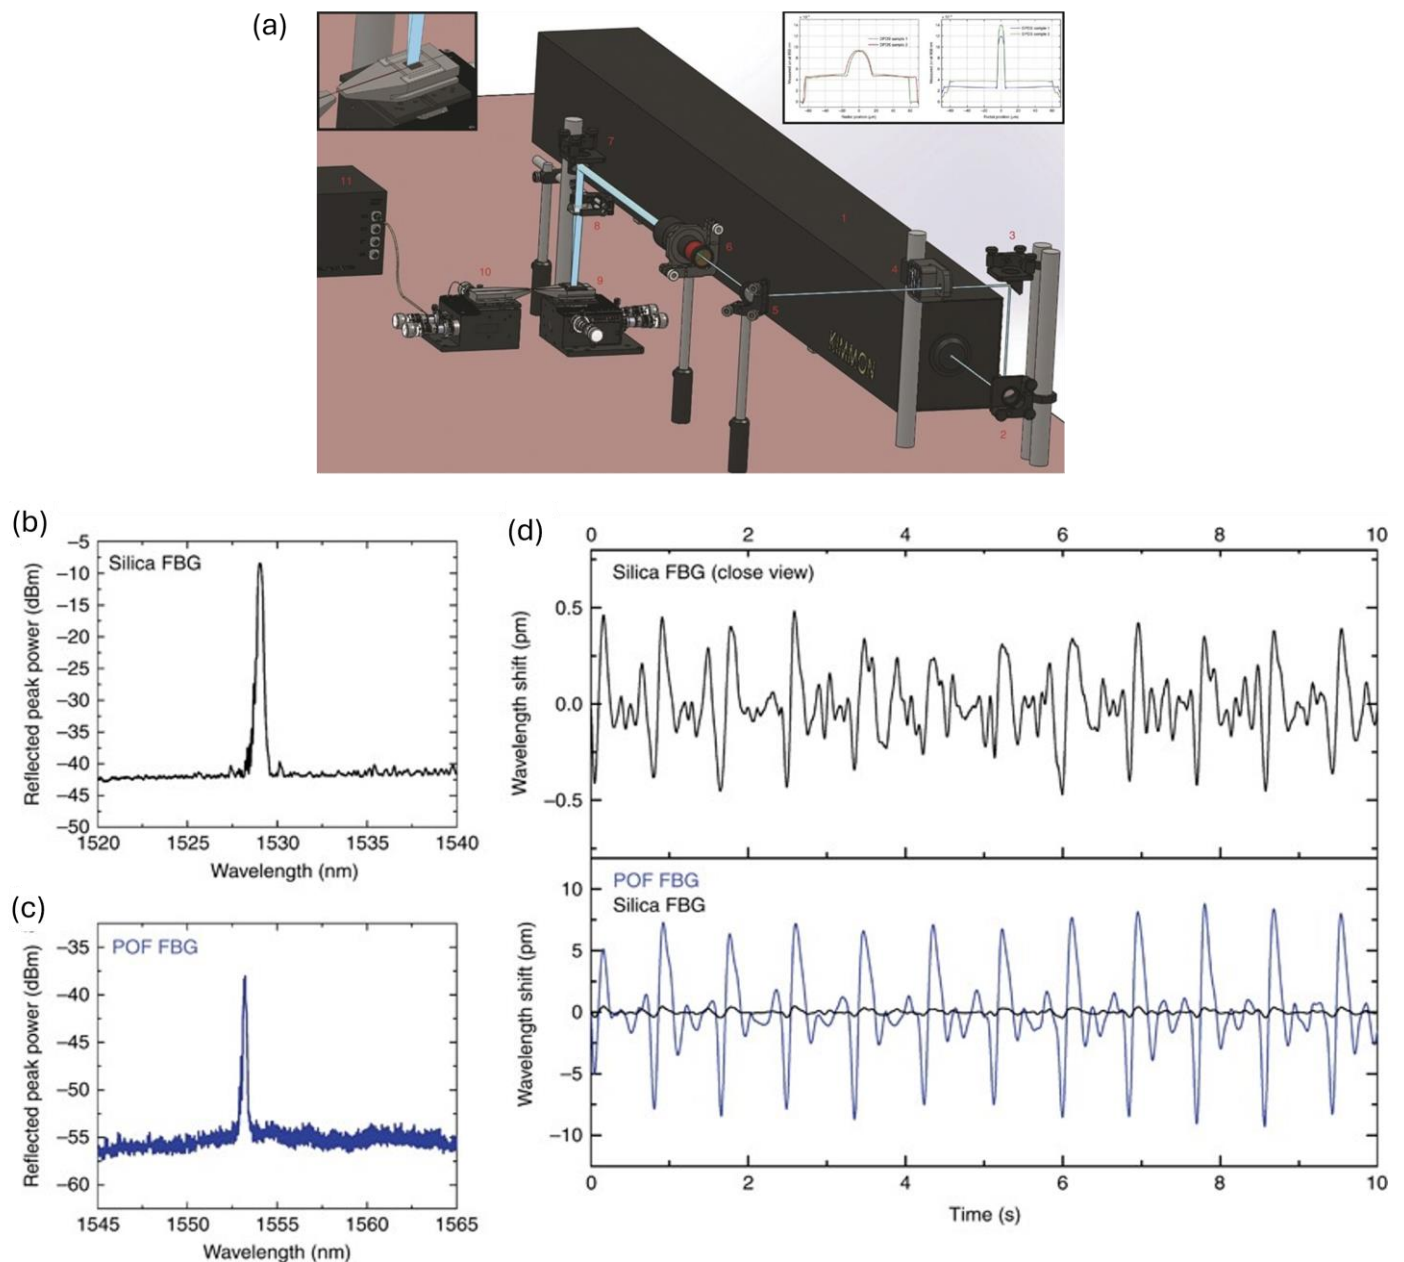 (a)
11
7
8
6
1
3
4
10
9
5
KIMMON
2
(b)
−5
−10
−15
−20
−25
−30
−35
−40
−45
−50
Silica FBG
Reflected peak power (dBm)
1520 1525 1530 1535 1540
Wavelength (nm)
(c)
−35
−40
−45
−50
−55
−60
POF FBG
Reflected peak power (dBm)
1545 1550 1555 1560 1565
Wavelength (nm)
(d)
0 2 4 6 8 10
Silica FBG (close view)
0.5
0.0
−0.5
Wavelength shift (pm)
POF FBG
Silica FBG
10
5
0
−5
−10
Wavelength shift (pm)
0 2 4 6 8 10
Time (s)